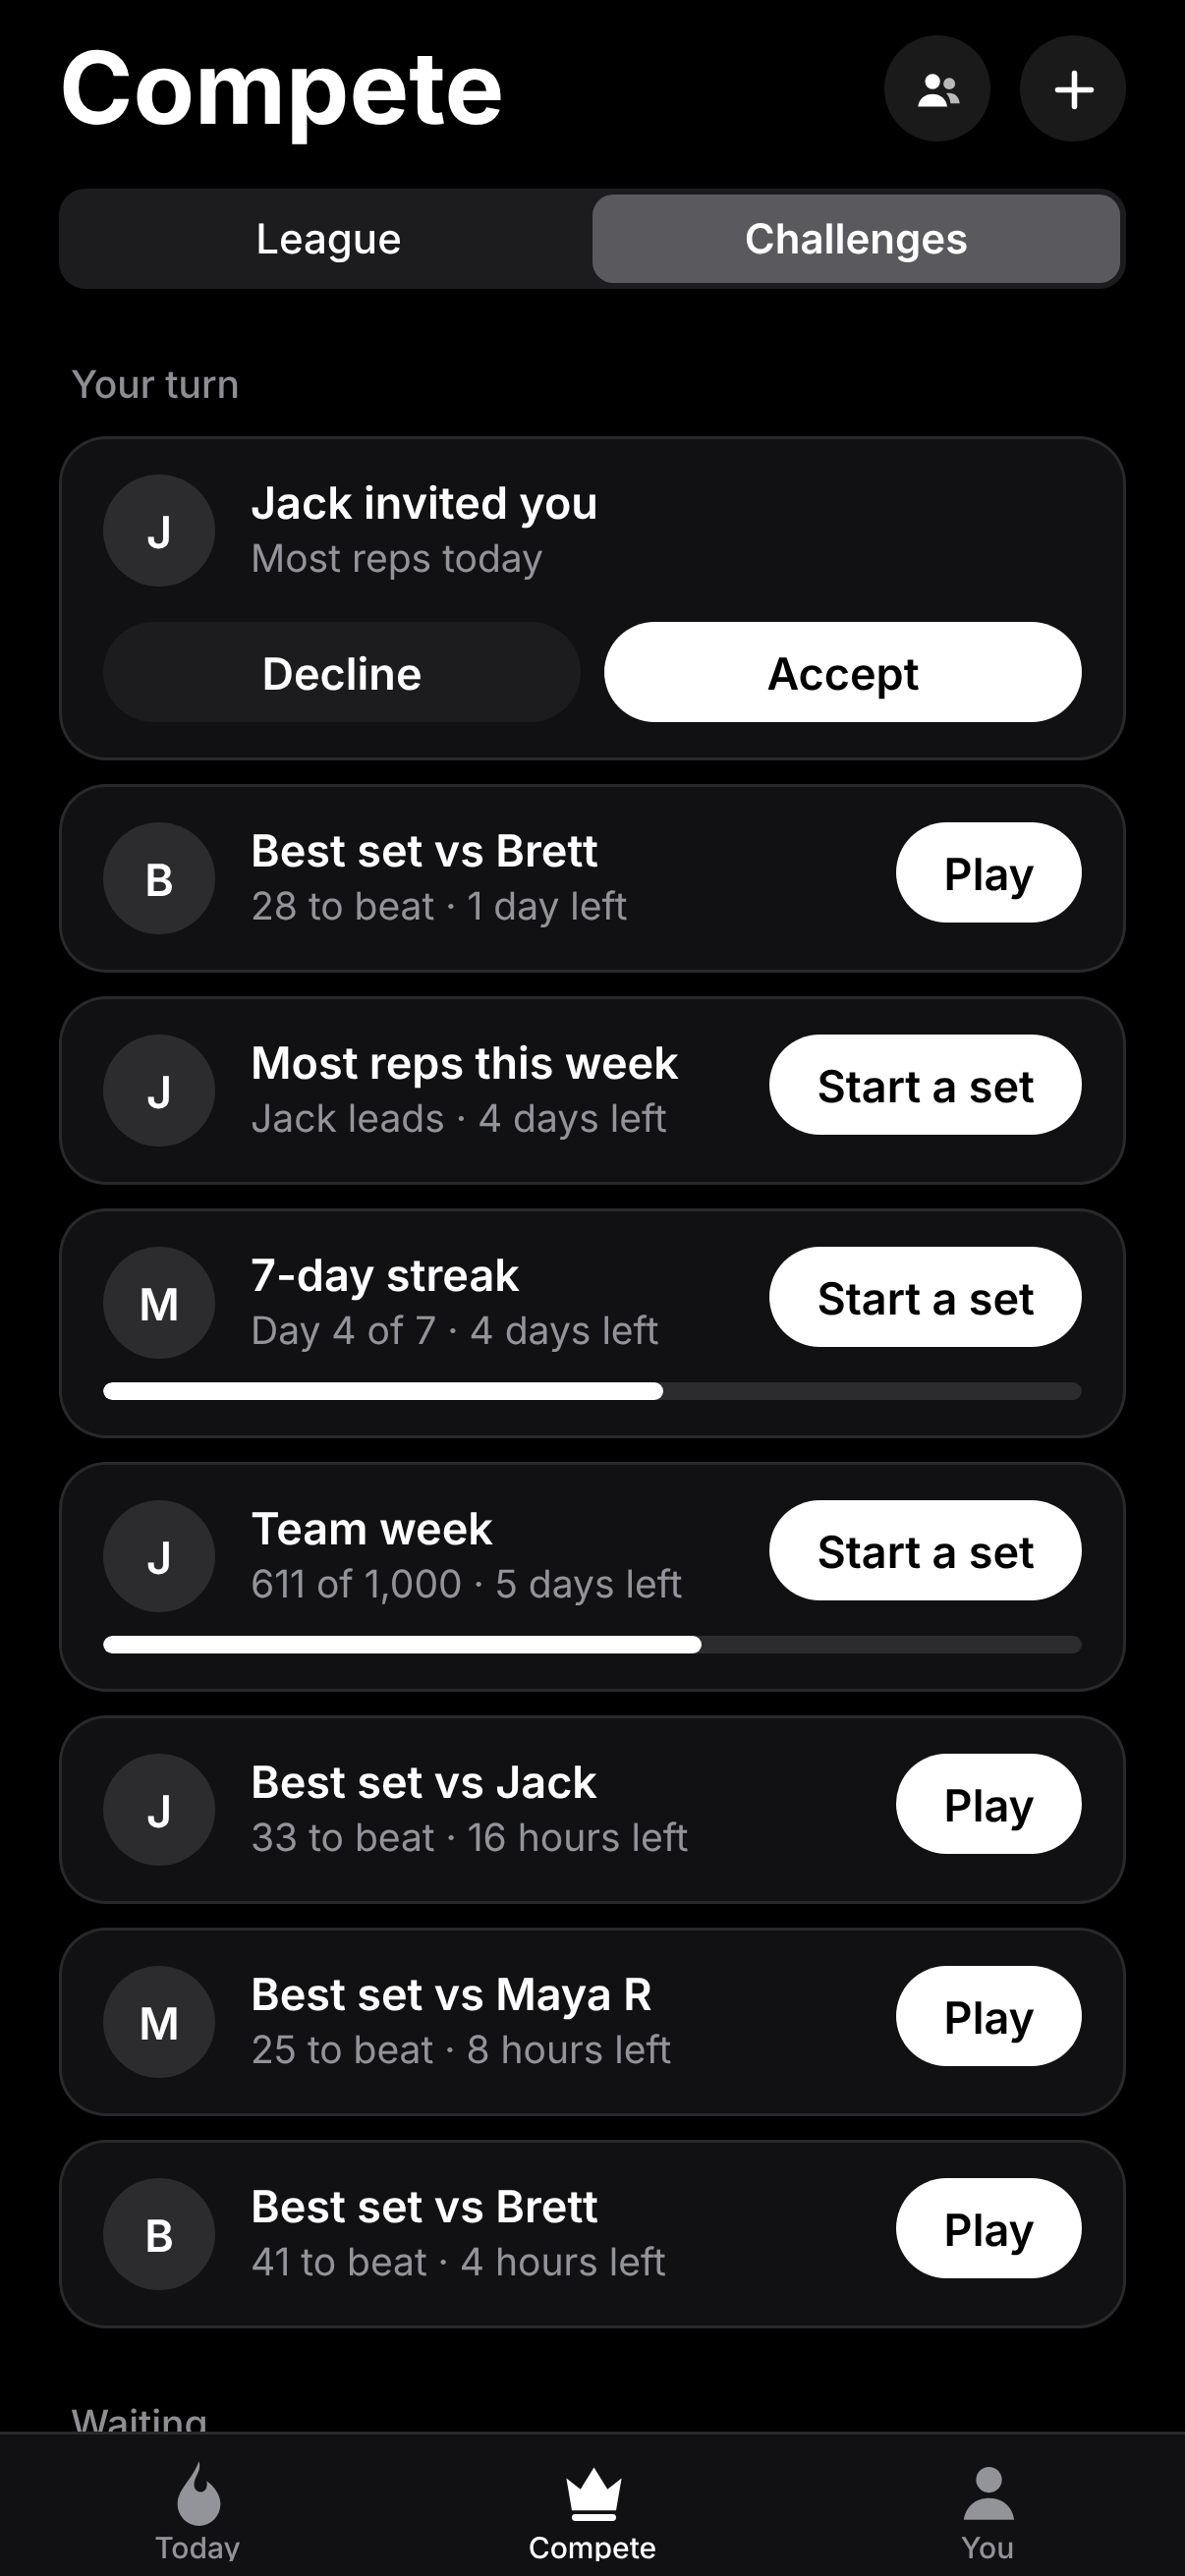 Compete
League
Challenges
Your turn
J
Jack invited you
Most reps today
Decline
Accept
B
Best set vs Brett
28 to beat · 1 day left
Play
J
Most reps this week
Jack leads · 4 days left
Start a set
M
7-day streak
Day 4 of 7 · 4 days left
Start a set
J
Team week
611 of 1,000 · 5 days left
Start a set
J
Best set vs Jack
33 to beat · 16 hours left
Play
M
Best set vs Maya R
25 to beat · 8 hours left
Play
B
Best set vs Brett
41 to beat · 4 hours left
Play
Waiting
Today
Compete
You